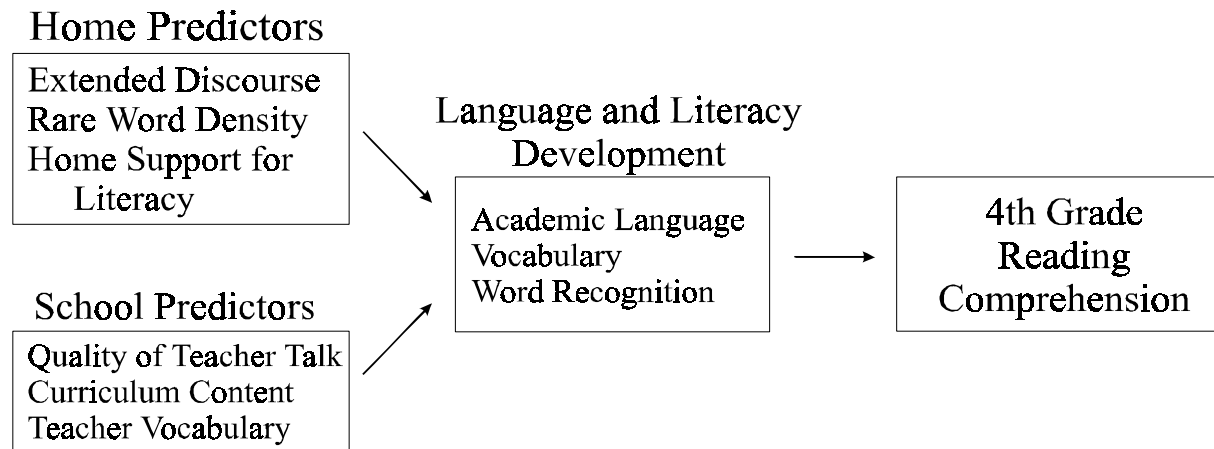 Home Predictors
Extended Discourse
Rare Word Density
Home Support for
Literacy
School Predictors
Quality of Teacher Talk
Curriculum Content
Teacher Vocabulary
Language and Literacy
Development
Academic Language
Vocabulary
Word Recognition
4th Grade
Reading
Comprehension